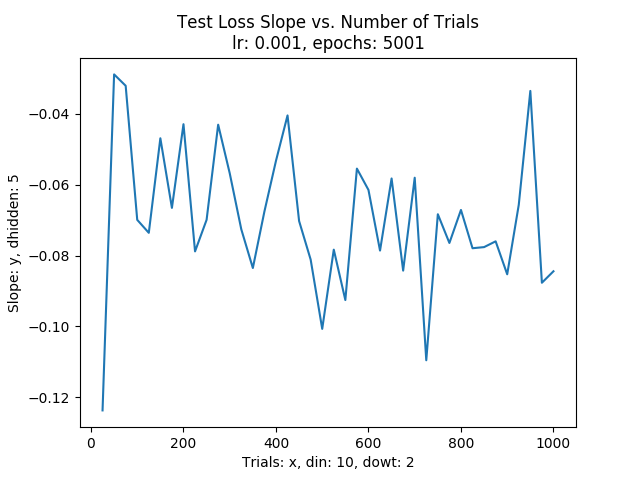 Test Loss Slope vs. Number of Trials
lr: 0.001, epochs: 5001
Slope: y, dhidden: 5
−0.04
−0.06
−0.08
−0.10
−0.12
0
200
400
600
800
1000
Trials: x, din: 10, dowt: 2